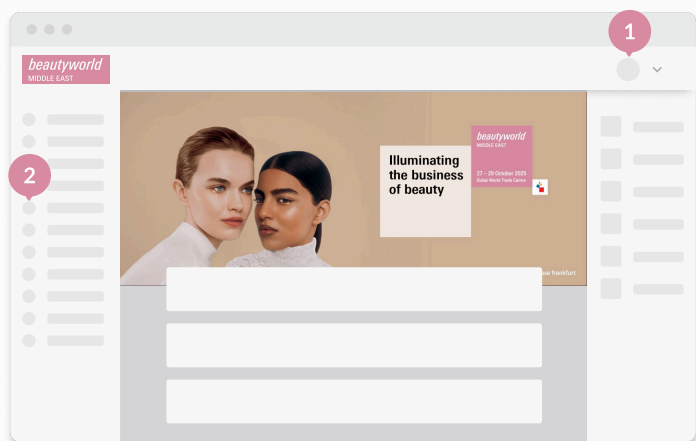 1
beautyworld
MIDDLE EAST
2
Illuminating
the business
of beauty
beautyworld
MIDDLE EAST
27 – 29 October 2025
Dubai World Trade Centre
frankfurt